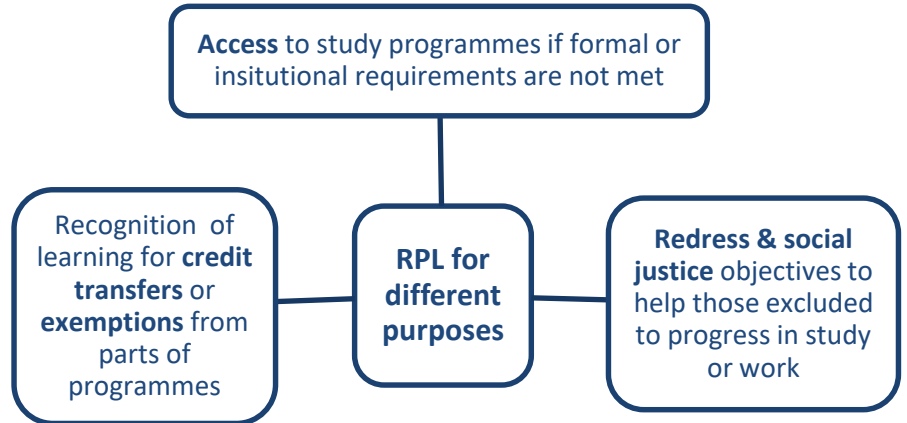 Access to study programmes if formal or
insitutional requirements are not met
Recognition of
learning for credit
transfers or
exemptions from
parts of
programmes
RPL for
different
purposes
Redress & social
justice objectives to
help those excluded
to progress in study
or work